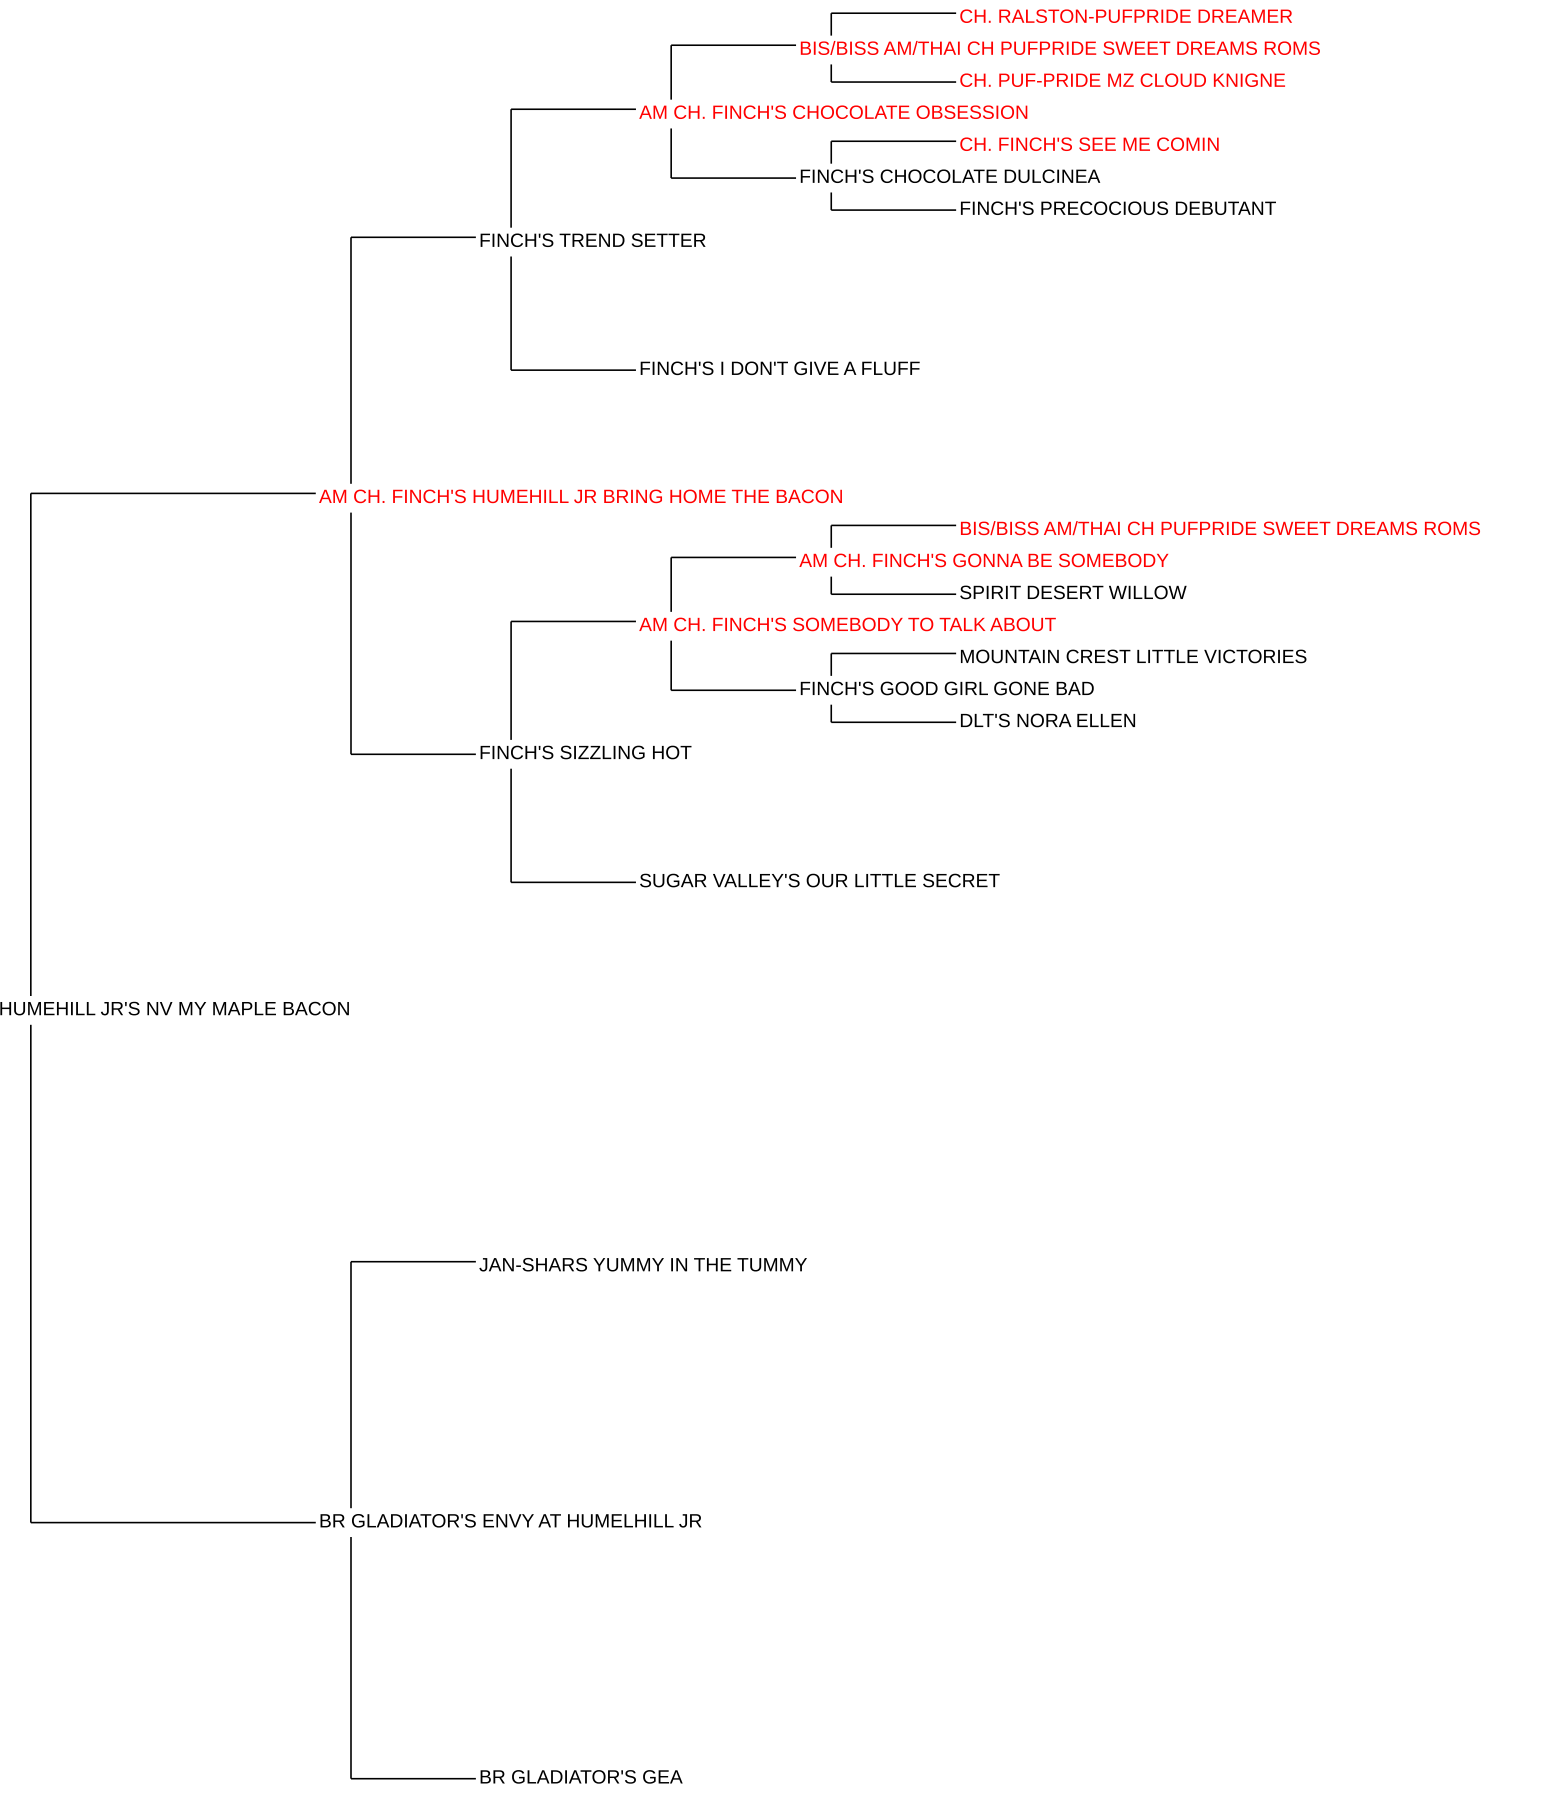 CH. RALSTON-PUFPRIDE DREAMER
BIS/BISS AM/THAI CH PUFPRIDE SWEET DREAMS ROMS
CH. PUF-PRIDE MZ CLOUD KNIGNE
AM CH. FINCH'S CHOCOLATE OBSESSION
CH. FINCH'S SEE ME COMIN
FINCH'S CHOCOLATE DULCINEA
FINCH'S PRECOCIOUS DEBUTANT
FINCH'S TREND SETTER
FINCH'S I DON'T GIVE A FLUFF
AM CH. FINCH'S HUMEHILL JR BRING HOME THE BACON
BIS/BISS AM/THAI CH PUFPRIDE SWEET DREAMS ROMS
AM CH. FINCH'S GONNA BE SOMEBODY
SPIRIT DESERT WILLOW
AM CH. FINCH'S SOMEBODY TO TALK ABOUT
MOUNTAIN CREST LITTLE VICTORIES
FINCH'S GOOD GIRL GONE BAD
DLT'S NORA ELLEN
FINCH'S SIZZLING HOT
SUGAR VALLEY'S OUR LITTLE SECRET
HUMEHILL JR'S NV MY MAPLE BACON
JAN-SHARS YUMMY IN THE TUMMY
BR GLADIATOR'S ENVY AT HUMELHILL JR
BR GLADIATOR'S GEA